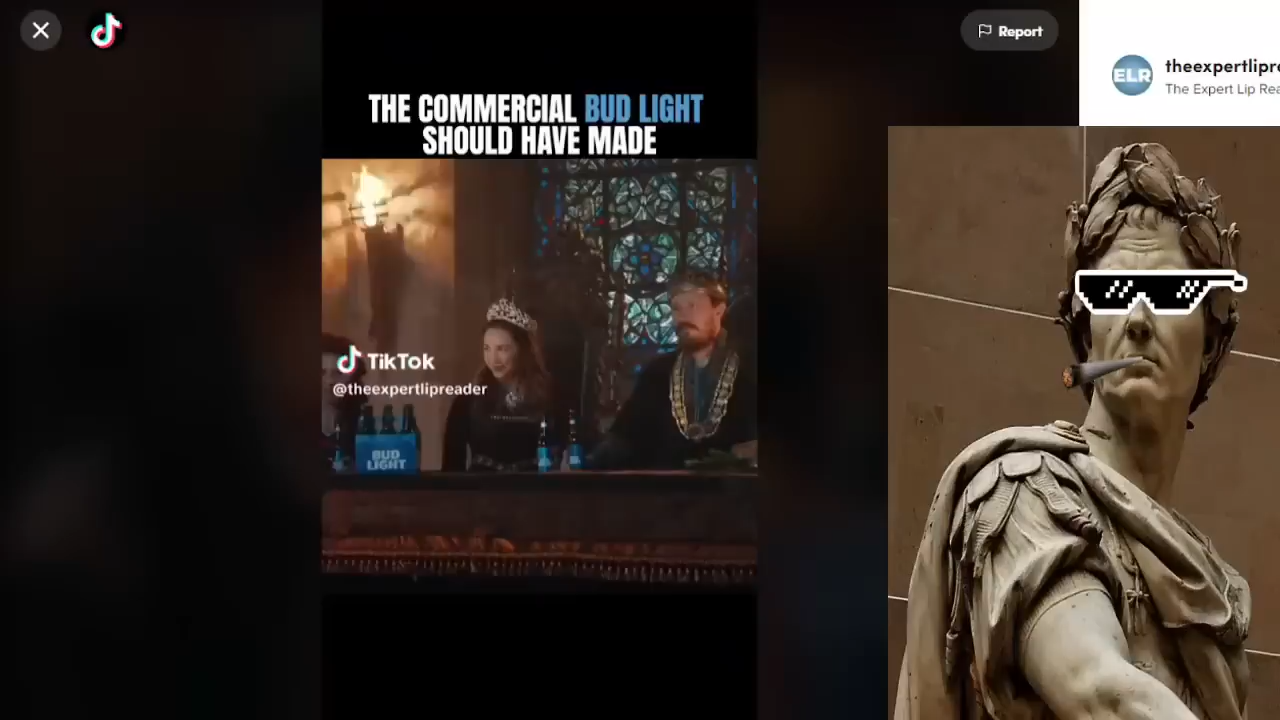 Report
theexpertlipre
The Expert Lip Rea
ELR
THE COMMERCIAL BUD LIGHT
SHOULD HAVE MADE
TikTok
@theexpertlipreader
BUD
LIGHT